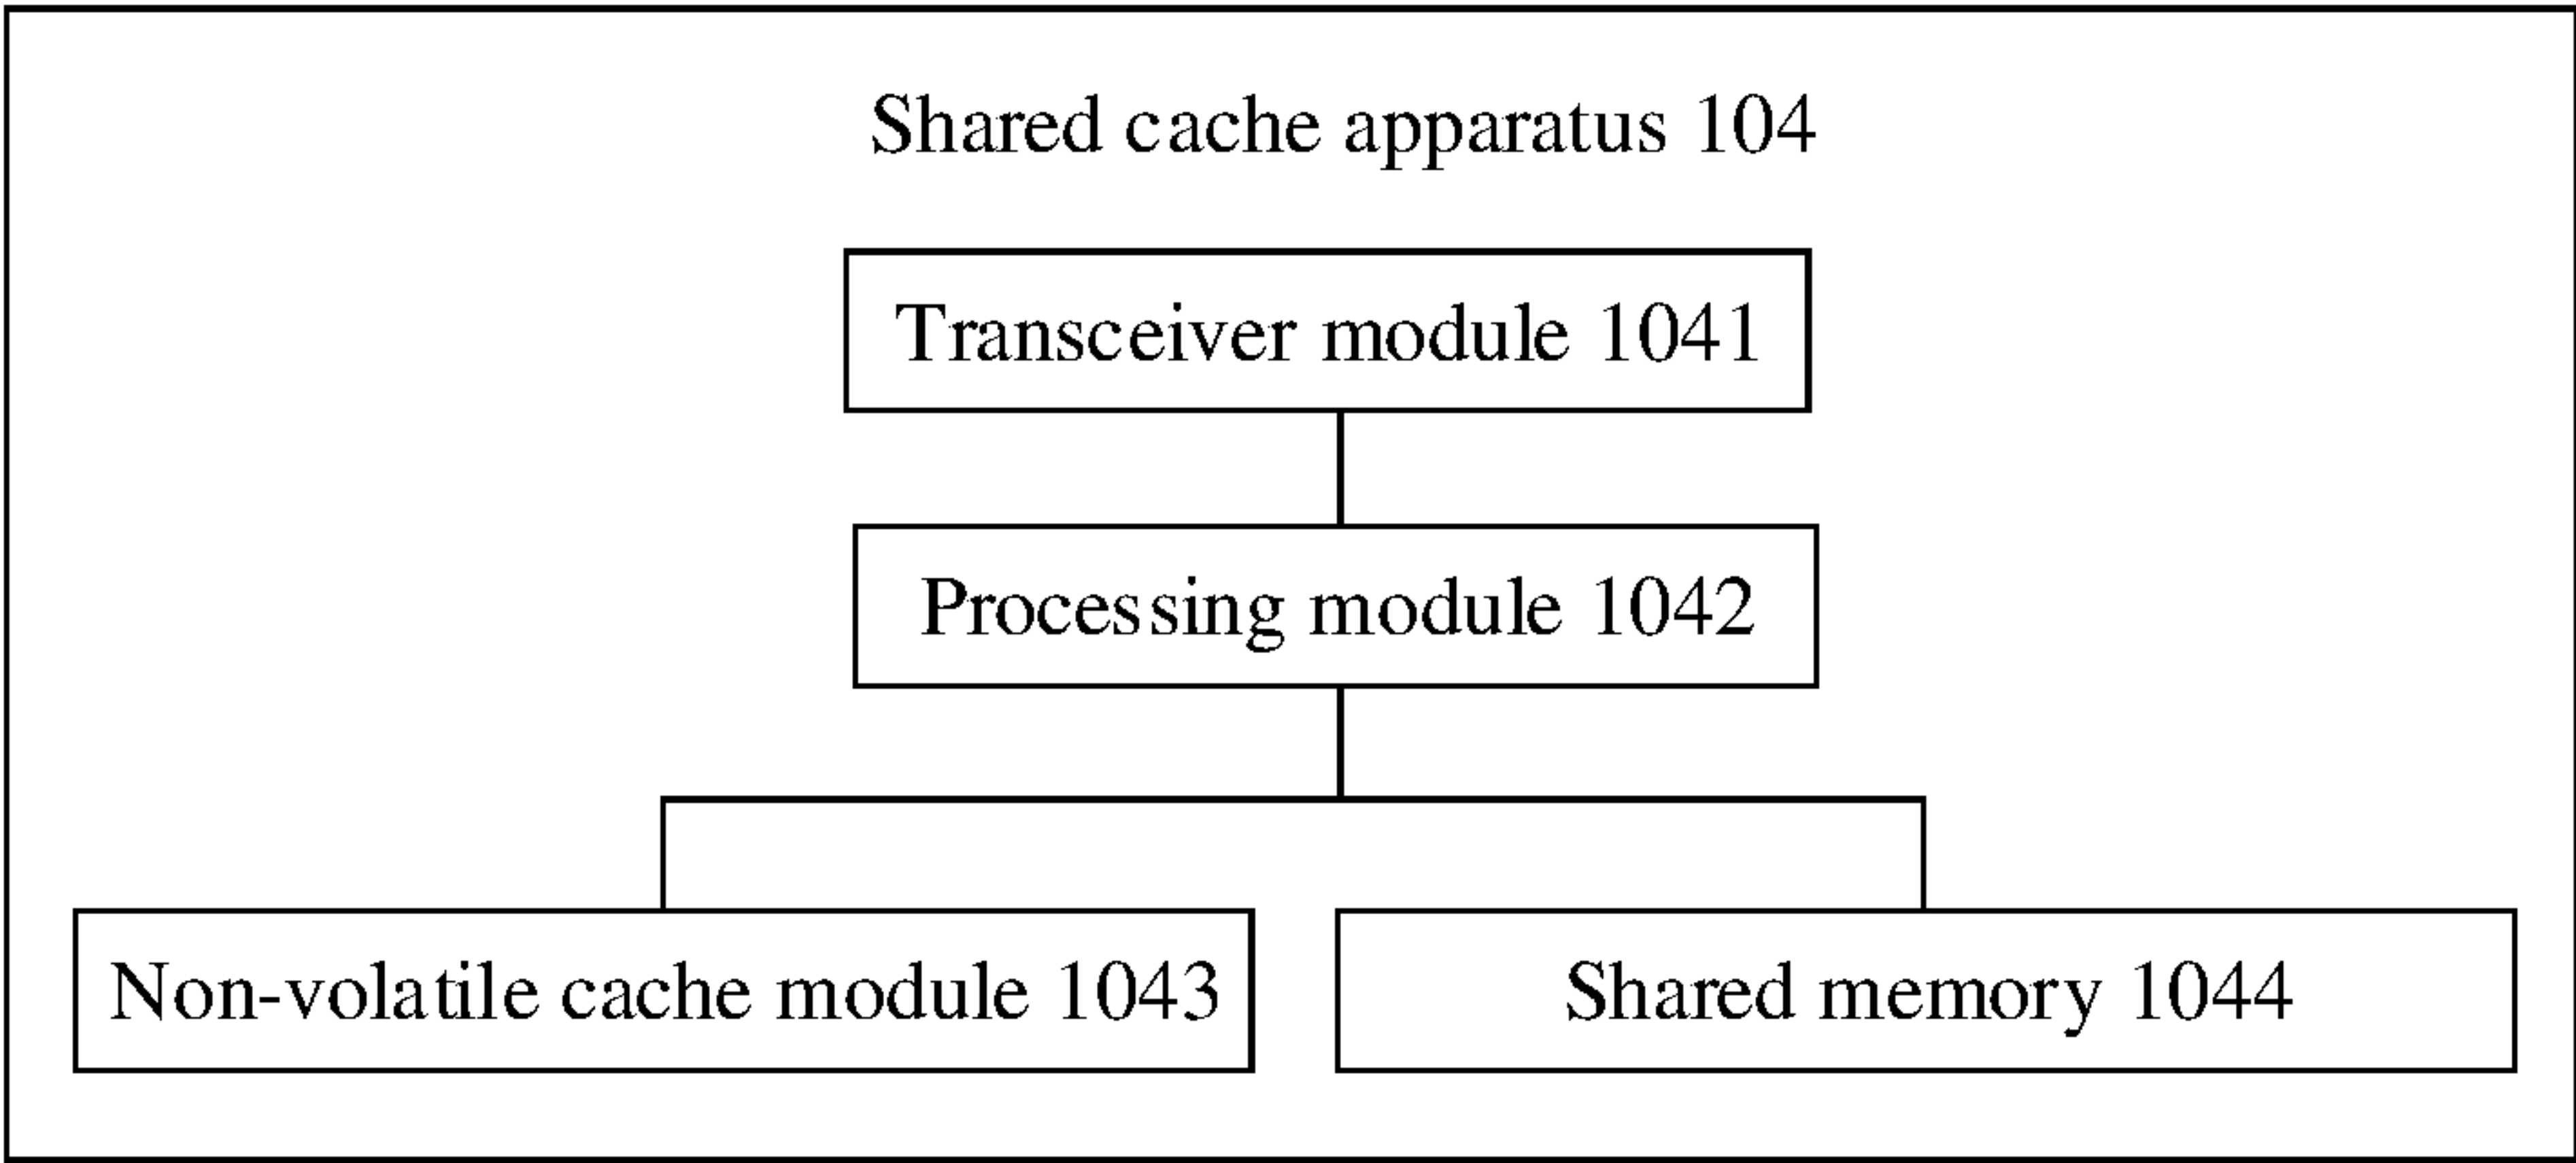 Shared cache apparatus 104
Transceiver module 1041
Processing module 1042
Non-volatile cache module 1043
Shared memory 1044